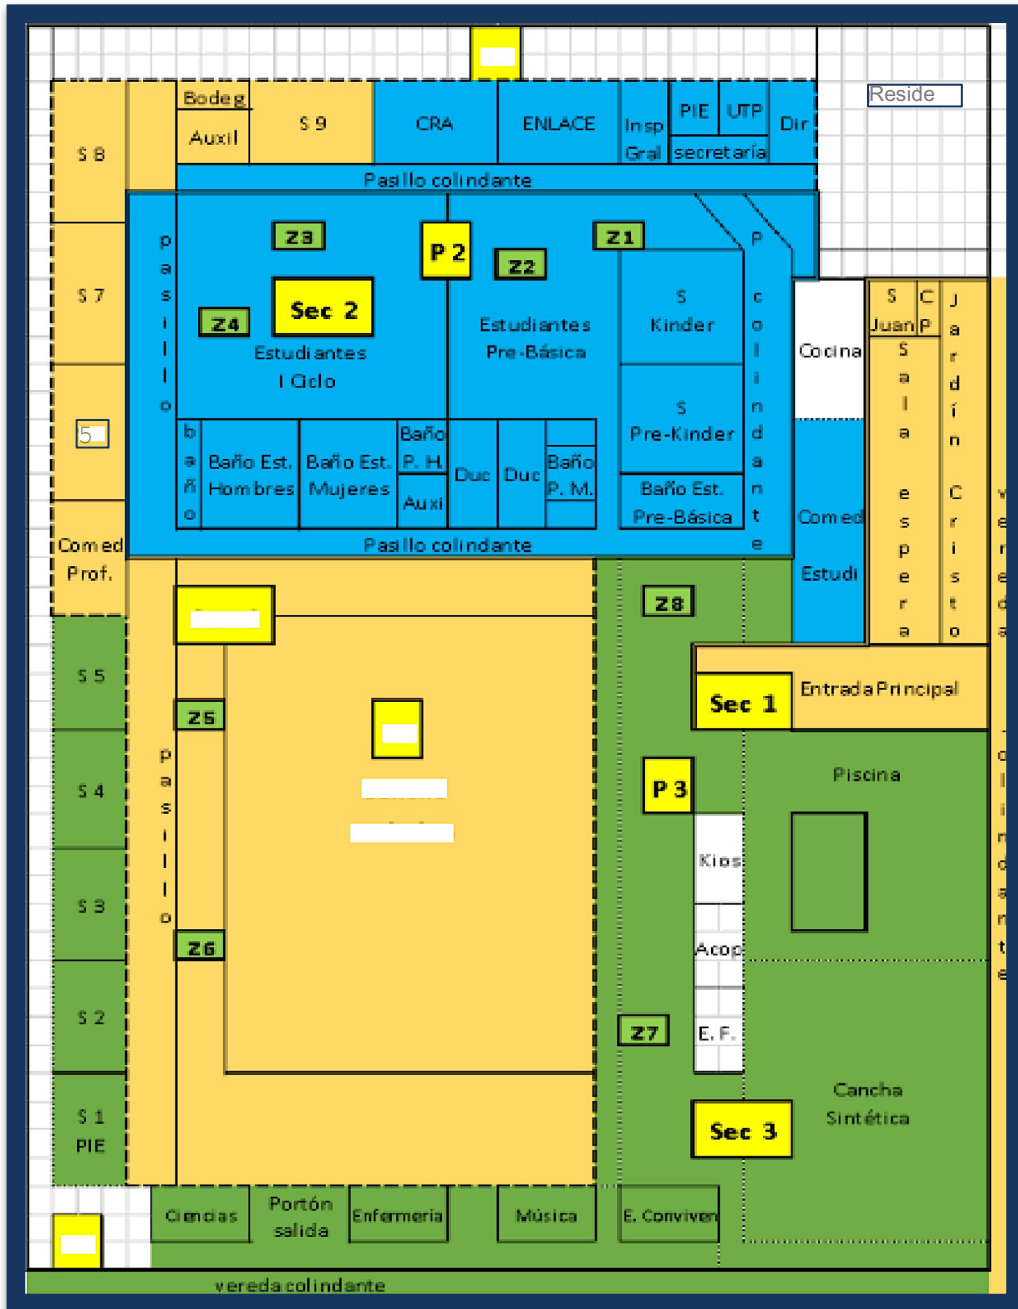 Reside
Bodeg
Auxil
S 9
CRA
ENLACE
Insp
Gral
PIE
UTP
Dir
secretaría
S 8
Pasillo colindante
pasillo
Z3
P 2
Z1
Z2
P colindante
S 7
Sec 2
Z4
Estudiantes
I Ciclo
Estudiantes
Pre-Básica
S
Kinder
S
Juan
C
P
Jardín Cristo
Cocina
Sala espera
5
baño
Baño Est.
Hombres
Baño Est.
Mujeres
Baño
P. H.
Auxi
Duc
Duc
Baño
P. M.
S
Pre-Kinder
Baño Est.
Pre-Básica
Comed
Estudi
vereda
Comed
Prof.
Pasillo colindante
Z8
S 5
Z5
Sec 1
Entrada Principal
pasillo
S 4
P 3
Piscina
Kios
S 3
Z6
Acop
S 2
Z7
E. F.
Cancha
Sintética
S 1
PIE
Sec 3
Ciencias
Portón
salida
Enfermería
Música
E. Conviven
vereda colindante